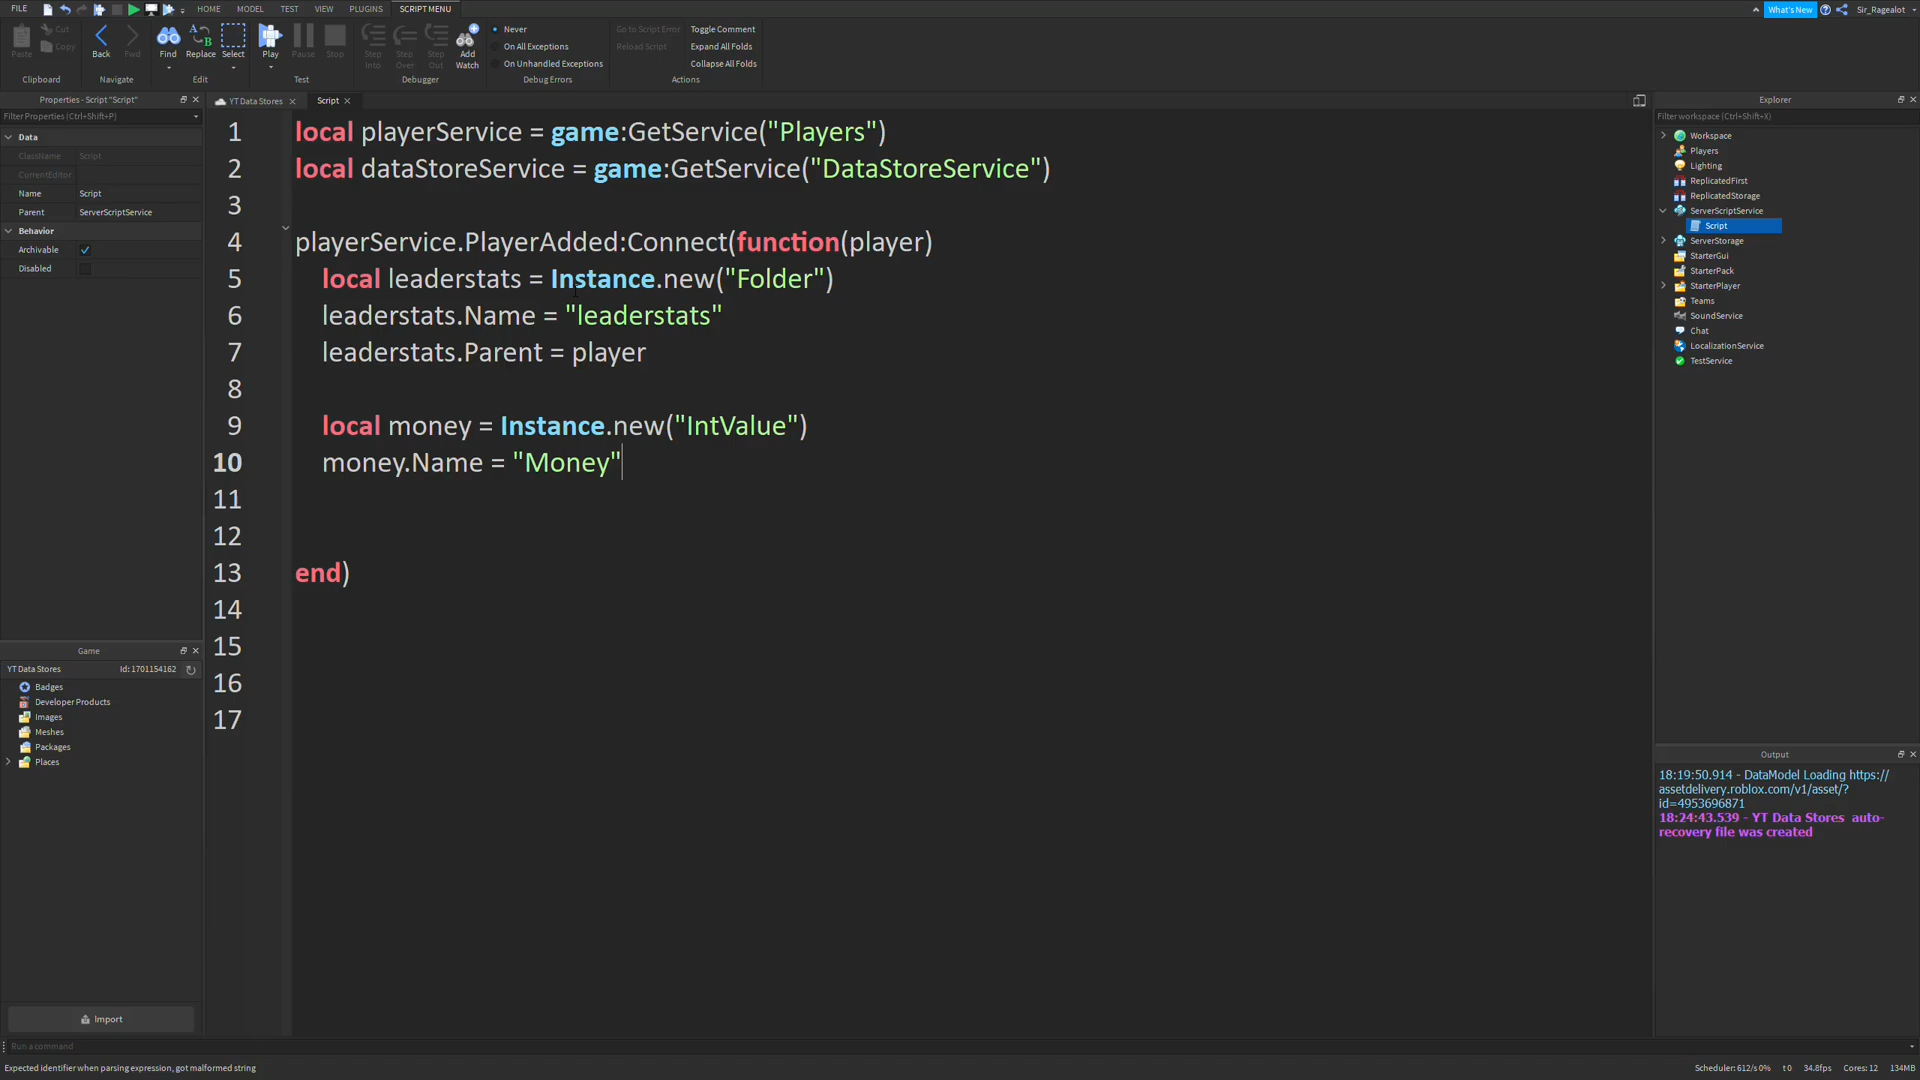 FILE HOME MODEL TEST VIEW PLUGINS SCRIPT MENU What's New Sir_Ragealot
Paste Cut Copy Back Fwd Find Replace Select Play Pause Stop Step Into Step Over Step Out Add Watch
Never
On All Exceptions
On Unhandled Exceptions
Go to Script Error
Reload Script
Toggle Comment
Expand All Folds
Collapse All Folds
Clipboard Navigate Edit Test Debugger Debug Errors Actions
Properties - Script "Script"
Filter Properties (Ctrl+Shift+P)
Data
ClassName Script
CurrentEditor
Name Script
Parent ServerScriptService
Behavior
Archivable
Disabled
Game
YT Data Stores Id: 1701154162
Badges
Developer Products
Images
Meshes
Packages
Places
Import
YT Data Stores Script
1 local playerService = game:GetService("Players")
2 local dataStoreService = game:GetService("DataStoreService")
3
4 playerService.PlayerAdded:Connect(function(player)
5 local leaderstats = Instance.new("Folder")
6 leaderstats.Name = "leaderstats"
7 leaderstats.Parent = player
8
9 local money = Instance.new("IntValue")
10 money.Name = "Money"
11
12
13 end)
14
15
16
17
Explorer
Filter workspace (Ctrl+Shift+X)
Workspace
Players
Lighting
ReplicatedFirst
ReplicatedStorage
ServerScriptService
Script
ServerStorage
StarterGui
StarterPack
StarterPlayer
Teams
SoundService
Chat
LocalizationService
TestService
Output
18:19:50.914 - DataModel Loading https://
assetdelivery.roblox.com/v1/asset/?
id=4953696871
18:24:43.539 - YT Data Stores auto-
recovery file was created
Run a command
Expected identifier when parsing expression, got malformed string
Scheduler: 612/s 0% t 0 34.8fps Cores: 12 134MB